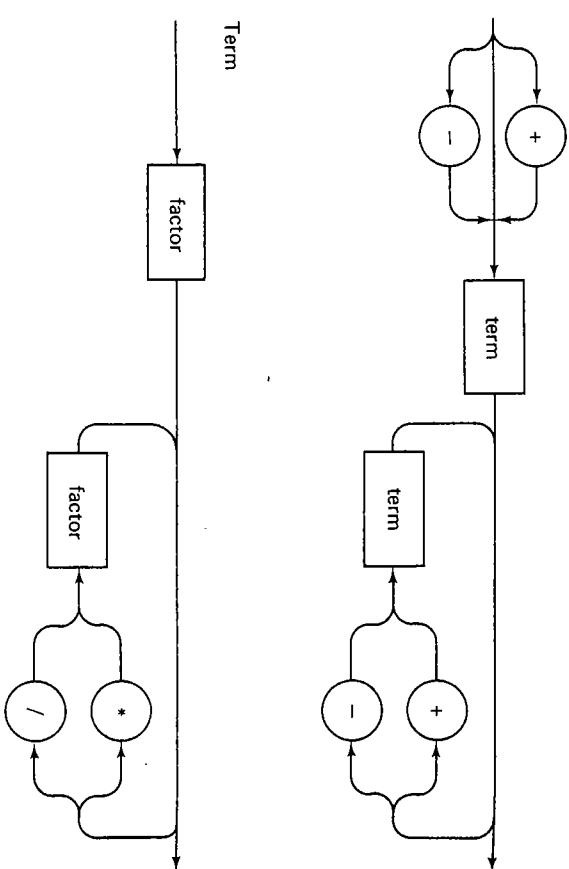 +
term
-
+
term
-
Term
factor
*
factor
/